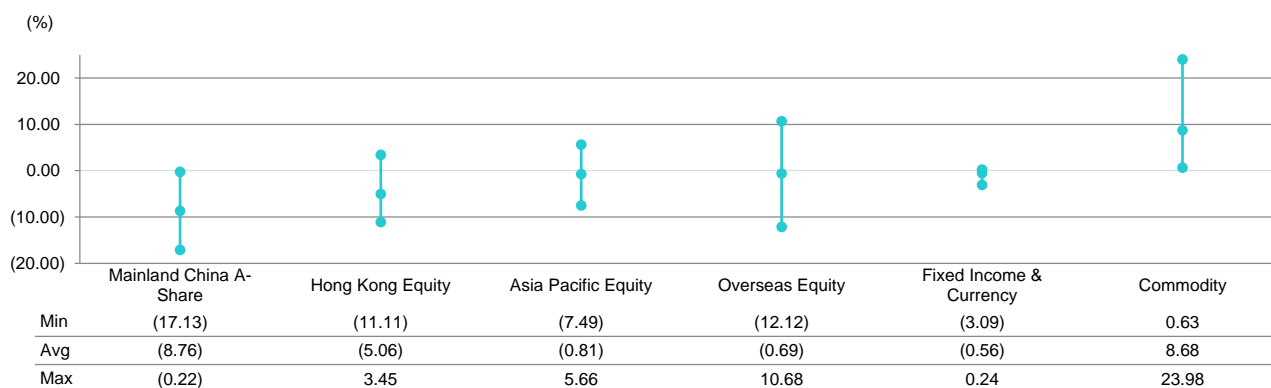 (%)
20.00
10.00
0.00
(10.00)
(20.00)
Mainland China A-
Share
Hong Kong Equity
Asia Pacific Equity
Overseas Equity
Fixed Income &
Currency
Commodity
Min (17.13) (11.11) (7.49) (12.12) (3.09) 0.63
Avg (8.76) (5.06) (0.81) (0.69) (0.56) 8.68
Max (0.22) 3.45 5.66 10.68 0.24 23.98